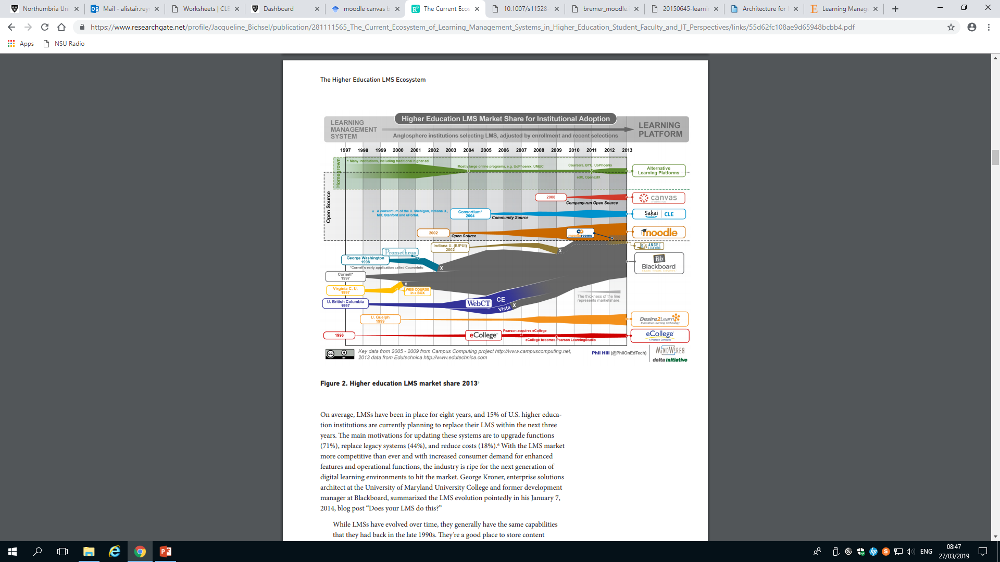 Northumbria Uni
Mail - alistair.rey
Worksheets | CLE
Dashboard
moodle canvas b
The Current Ecos
10.1007/s11528-
bremer_moodle.
20150645-learnin
Architecture for
Learning Manag
https://www.researchgate.net/profile/Jacqueline_Bichsel/publication/281111565_The_Current_Ecosystem_of_Learning_Management_Systems_in_Higher_Education_Student_Faculty_and_IT_Perspectives/links/55d62fc108ae9d65948bcbb4.pdf
Apps
NSU Radio
The Higher Education LMS Ecosystem
Higher Education LMS Market Share for Institutional Adoption
LEARNING
MANAGEMENT
SYSTEM
Anglosphere institutions selecting LMS, adjusted by enrollment and recent selections
LEARNING
PLATFORM
1997 1998 1999 2000 2001 2002 2003 2004 2005 2006 2007 2008 2009 2010 2011 2012 2013
Homegrown
* Many institutions, including traditional higher ed
Mostly large online programs, e.g. UoPhoenix, UMUC
Coursera, BYU, UoPhoenix
edX, OpenEdX
Alternative
Learning Platforms
Open Source
2008
Company-run Open Source
canvas
* A consortium of the U. Michigan, Indiana U.,
MIT, Stanford and uPortal.
Consortium*
2004
Community Source
Sakai | CLE
2002
Open Source
moodlerooms
moodle
Indiana U. (IUPUI)
2002
X
ANGEL
LEARNING
Prometheus
George Washington
1998
X
*Cornell's early application called CourseInfo
Bb
Blackboard
Cornell*
1997
Virginia C. U.
1997
X
WEB COURSE
in a BOX
U. British Columbia
1997
WebCT
CE
Vista
X
The thickness of the line
represents marketshare.
U. Guelph
1999
Desire2Learn
Innovative Learning Technology
1996
eCollege
Pearson acquires eCollege
eCollege becomes Pearson LearningStudio
eCollege
A Pearson Company
cc
BY
Key data from 2005 - 2009 from Campus Computing project http://www.campuscomputing.net,
2013 data from Edutechnica http://www.edutechnica.com
Phil Hill (@PhilOnEdTech)
MINDWIRES
delta initiative
Figure 2. Higher education LMS market share 2013⁵
On average, LMSs have been in place for eight years, and 15% of U.S. higher educa-
tion institutions are currently planning to replace their LMS within the next three
years. The main motivations for updating these systems are to upgrade functions
(71%), replace legacy systems (44%), and reduce costs (18%).⁶ With the LMS market
more competitive than ever and with increased consumer demand for enhanced
features and operational functions, the industry is ripe for the next generation of
digital learning environments to hit the market. George Kroner, enterprise solutions
architect at the University of Maryland University College and former development
manager at Blackboard, summarized the LMS evolution pointedly in his January 7,
2014, blog post “Does your LMS do this?”
While LMSs have evolved over time, they generally have the same capabilities
that they had back in the late 1990s. They’re a good place to store content
ENG
08:47
27/03/2019